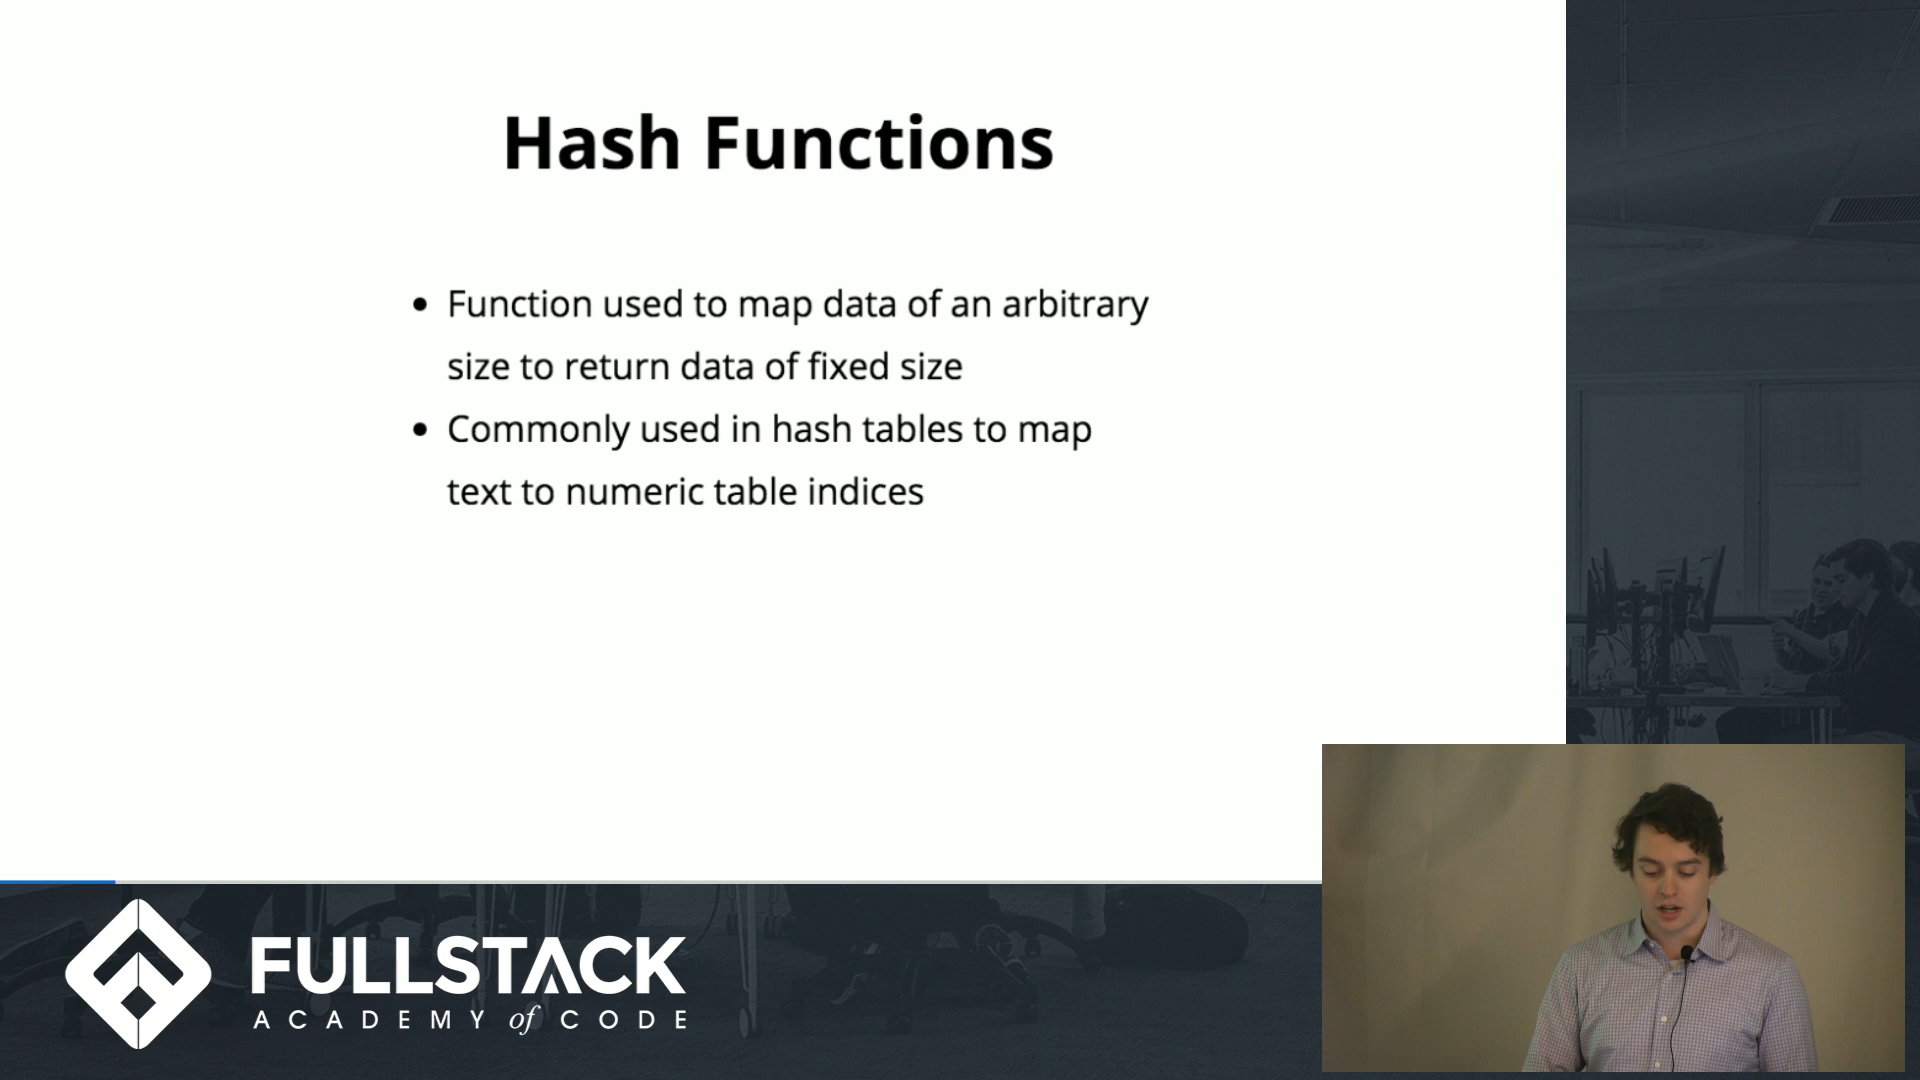 Hash Functions
• Function used to map data of an arbitrary
size to return data of fixed size
• Commonly used in hash tables to map
text to numeric table indices
FULLSTACK
ACADEMY of CODE